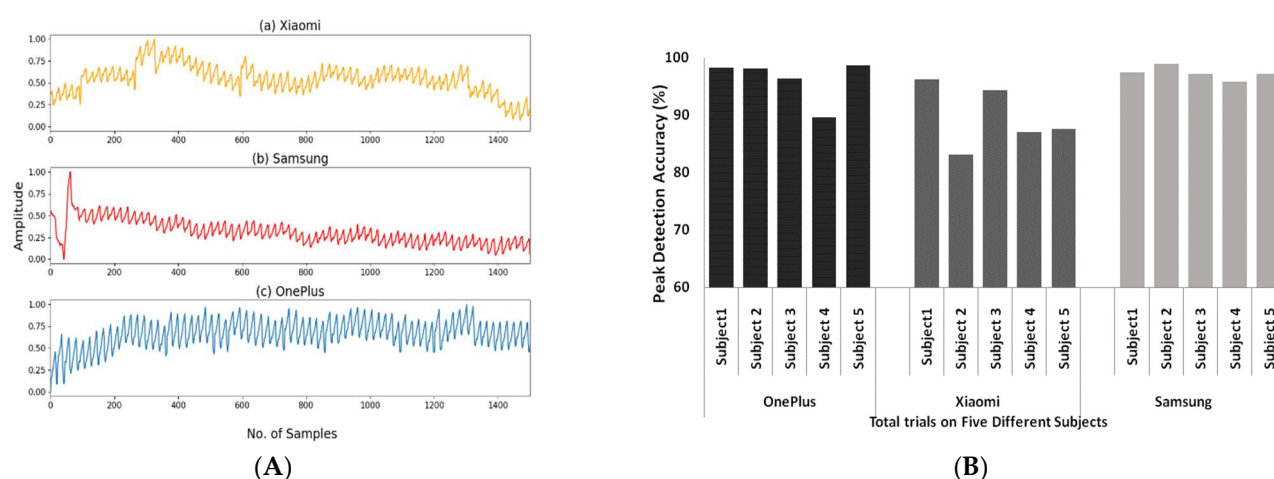 (a) Xiaomi
1.00
0.75
0.50
0.25
0.00
0 200 400 600 800 1000 1200 1400
(b) Samsung
1.00
0.75
0.50
0.25
0.00
0 200 400 600 800 1000 1200 1400
(c) OnePlus
1.00
0.75
0.50
0.25
0.00
0 200 400 600 800 1000 1200 1400
Amplitude
No. of Samples
(A)
Peak Detection Accuracy (%)
100
90
80
70
60
Subject1
Subject 2
Subject 3
Subject 4
Subject 5
Subject1
Subject 2
Subject 3
Subject 4
Subject 5
Subject1
Subject 2
Subject 3
Subject 4
Subject 5
OnePlus Xiaomi Samsung
Total trials on Five Different Subjects
(B)